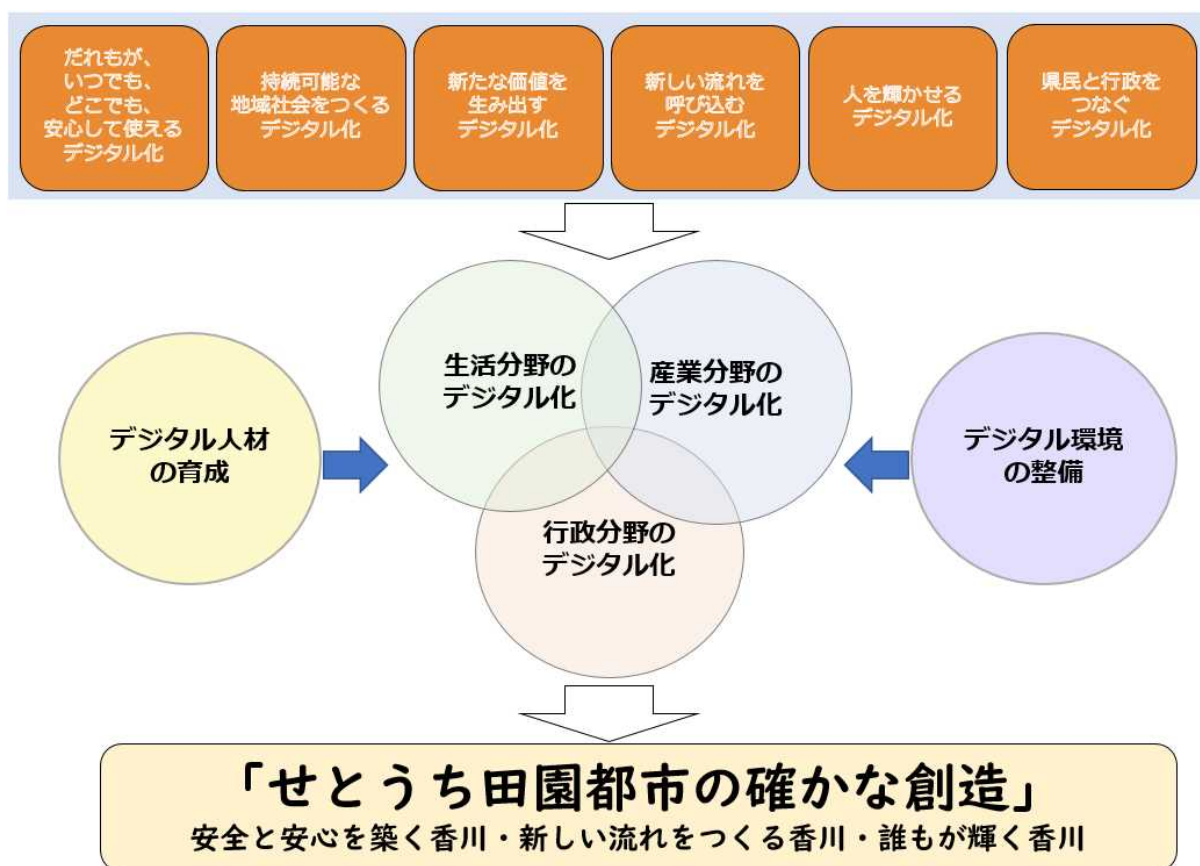 だれもが、
いつでも、
どこでも、
安心して使える
デジタル化
持続可能な
地域社会をつくる
デジタル化
新たな価値を
生み出す
デジタル化
新しい流れを
呼び込む
デジタル化
人を輝かせる
デジタル化
県民と行政を
つなぐ
デジタル化
生活分野の
デジタル化
産業分野の
デジタル化
デジタル人材
の育成
デジタル環境
の整備
行政分野の
デジタル化
「せとうち田園都市の確かな創造」
安全と安心を築く香川・新しい流れをつくる香川・誰もが輝く香川